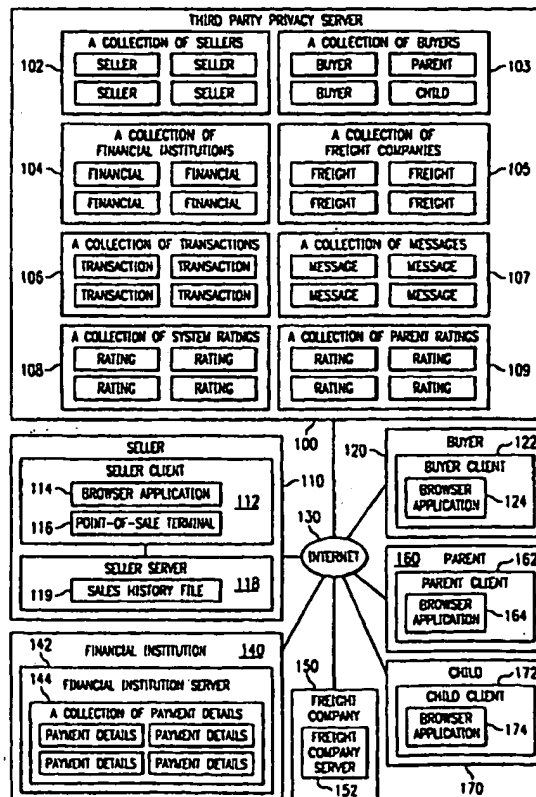 THIRD PARTY PRIVACY SERVER
A COLLECTION OF SELLERS
102
SELLER SELLER
SELLER SELLER
A COLLECTION OF BUYERS
BUYER PARENT
103
BUYER CHILD
A COLLECTION OF
FINANCIAL INSTITUTIONS
104
FINANCIAL FINANCIAL
FINANCIAL FINANCIAL
A COLLECTION OF
FREIGHT COMPANIES
FREIGHT FREIGHT
105
FREIGHT FREIGHT
A COLLECTION OF TRANSACTIONS
106
TRANSACTION TRANSACTION
TRANSACTION TRANSACTION
A COLLECTION OF MESSAGES
MESSAGE MESSAGE
107
MESSAGE MESSAGE
A COLLECTION OF SYSTEM RATINGS
108
RATING RATING
RATING RATING
A COLLECTION OF PARENT RATINGS
RATING RATING
109
RATING RATING
100
SELLER
110
SELLER CLIENT
114
BROWSER APPLICATION
112
116
POINT-OF-SALE TERMINAL
SELLER SERVER
118
119
SALES HISTORY FILE
130
INTERNET
120
BUYER
122
BUYER CLIENT
BROWSER
APPLICATION
124
160
PARENT
162
PARENT CLIENT
BROWSER
APPLICATION
164
CHILD
172
CHILD CLIENT
BROWSER
APPLICATION
174
170
FINANCIAL INSTITUTION
140
142
FINANCIAL INSTITUTION SERVER
144
A COLLECTION OF PAYMENT DETAILS
PAYMENT DETAILS PAYMENT DETAILS
PAYMENT DETAILS PAYMENT DETAILS
150
FREIGHT
COMPANY
FREIGHT
COMPANY
SERVER
152